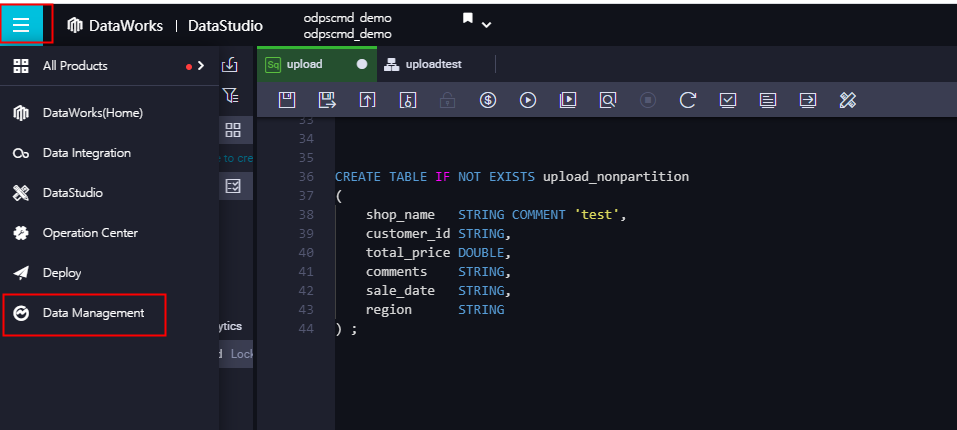 DataWorks | DataStudio
odpscmd_demo
odpscmd_demo
All Products
DataWorks(Home)
Data Integration
DataStudio
Operation Center
Deploy
Data Management
to cre
ytics
d Lock
Sq upload
uploadtest
33
34
35
36 CREATE TABLE IF NOT EXISTS upload_nonpartition
37 (
38 shop_name STRING COMMENT 'test',
39 customer_id STRING,
40 total_price DOUBLE,
41 comments STRING,
42 sale_date STRING,
43 region STRING
44 ) ;